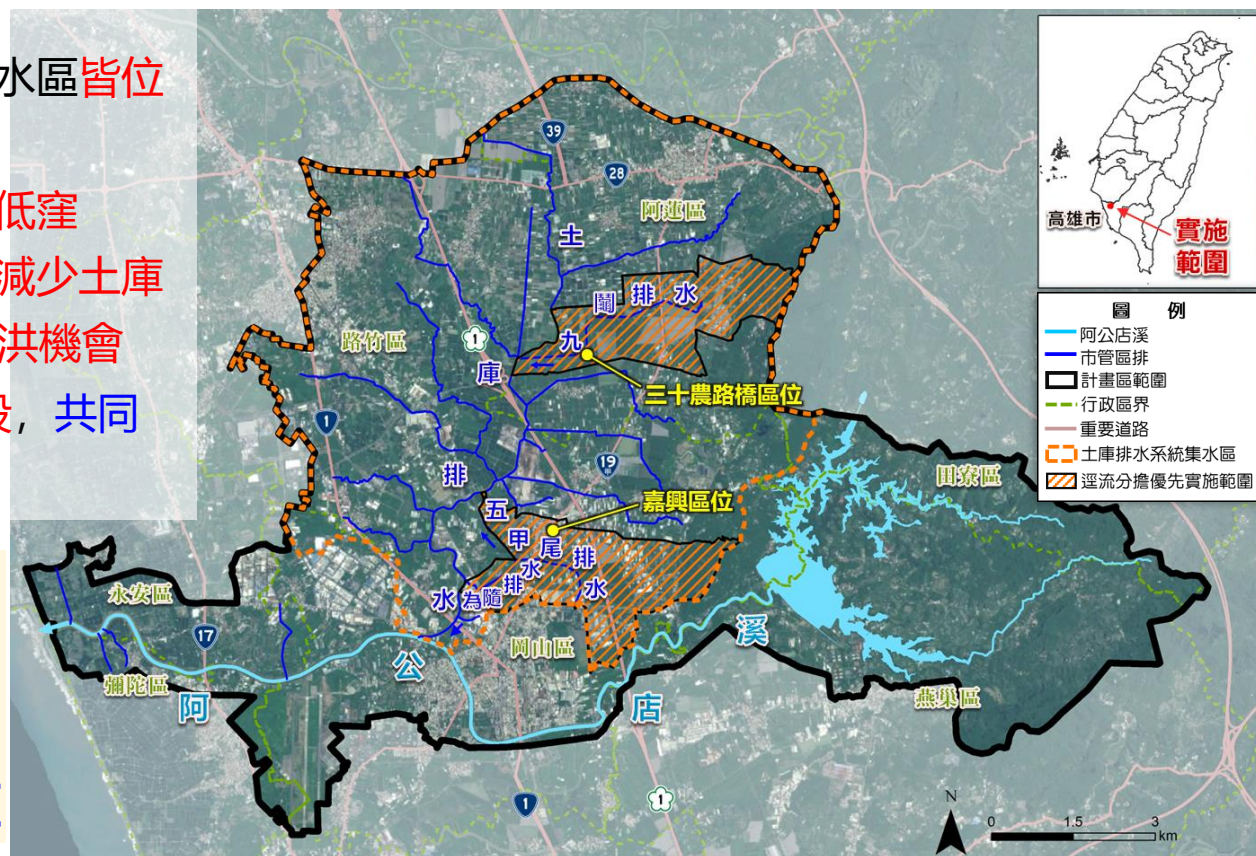 水區皆位
低窪
減少土庫
洪機會
共同
高雄市
實施
範圍
圖 例
阿公店溪
市管區排
計畫區範圍
行政區界
重要道路
土庫排水系統集水區
逕流分擔優先實施範圍
39
28
阿蓮區
土
九鬮排水
路竹區
1
庫
三十農路橋區位
1
19
甲
田寮區
排
嘉興區位
五甲尾排水
水
為隨排水
永安區
17
岡山區
彌陀區
燕巢區
阿公店溪
1
1
N
0 1.5 3
km